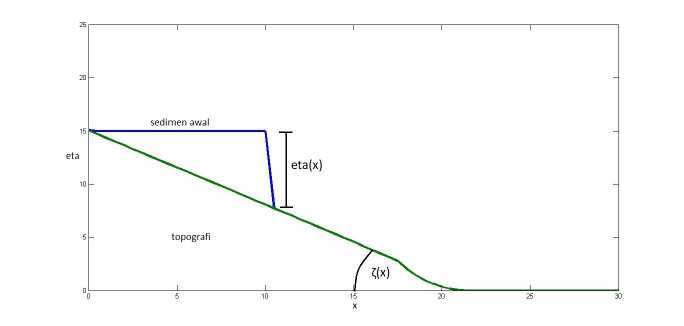 25
20
sedimen awal
15
eta
eta(x)
10
topografi
5
ζ(x)
0
0 5 10 15 20 25 30
x